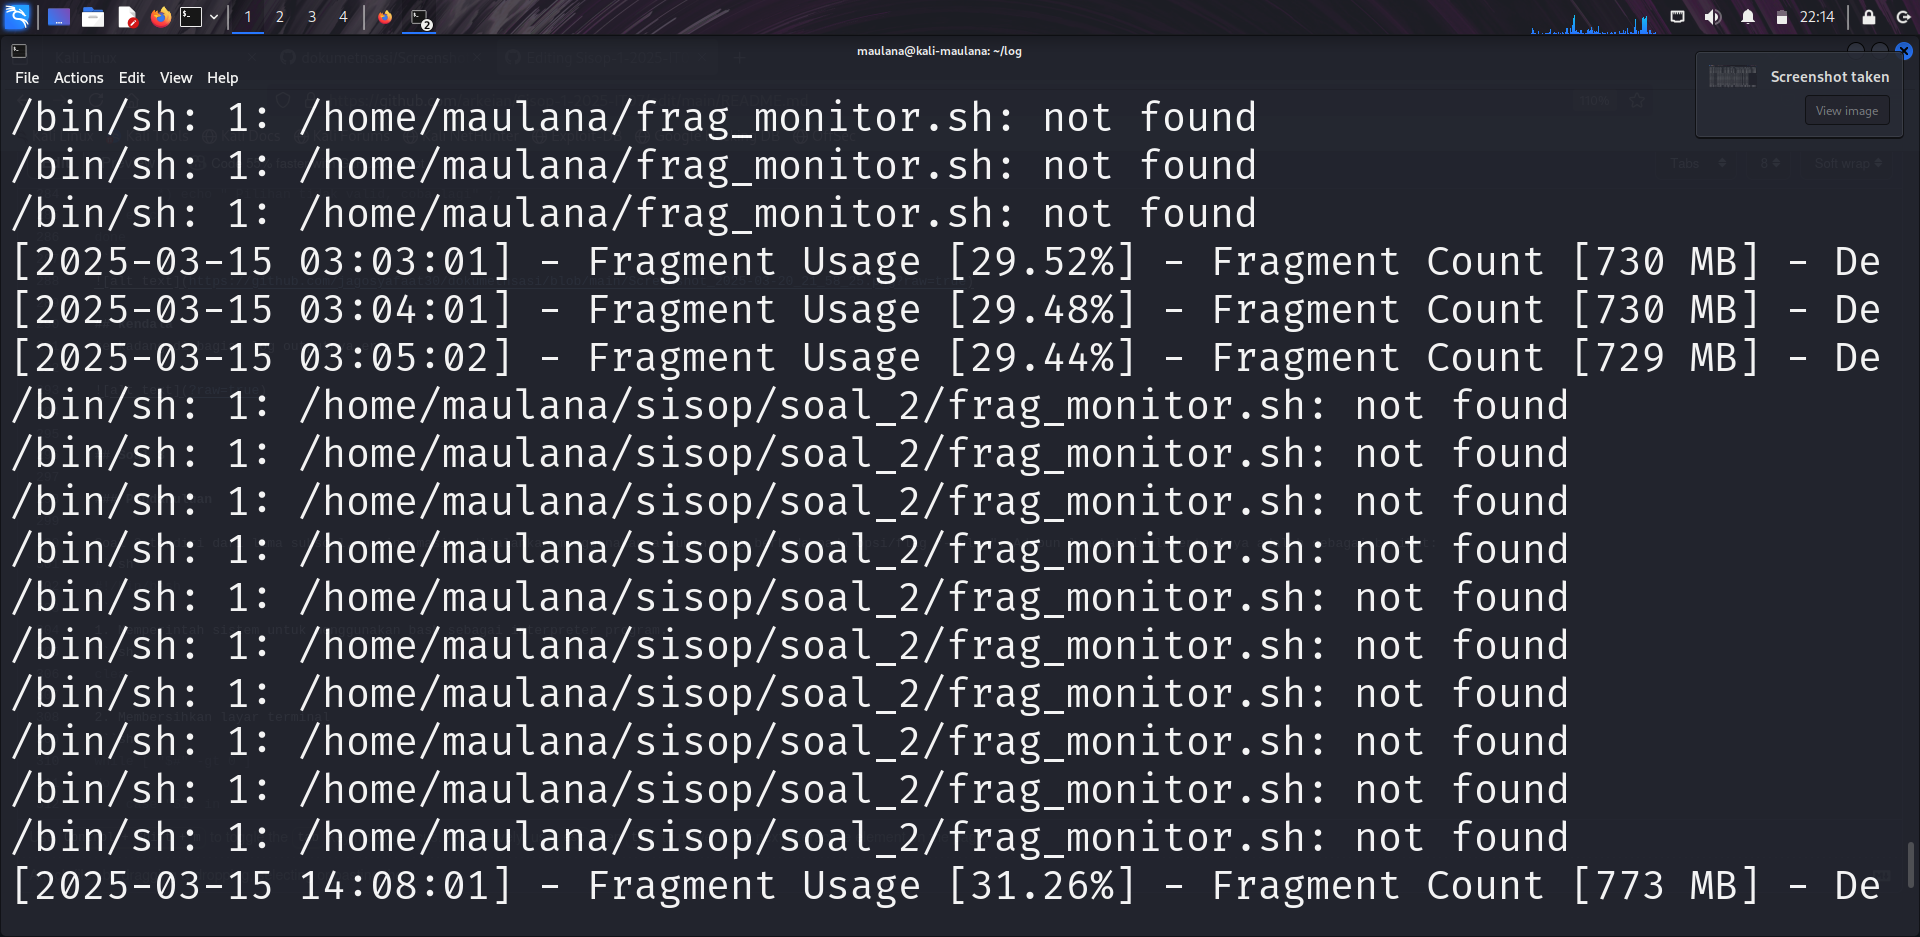 1 2 3 4
2
22:14
maulana@kali-maulana: ~/log
File Actions Edit View Help
Screenshot taken
View image
/bin/sh: 1: /home/maulana/frag_monitor.sh: not found
/bin/sh: 1: /home/maulana/frag_monitor.sh: not found
/bin/sh: 1: /home/maulana/frag_monitor.sh: not found
[2025-03-15 03:03:01] - Fragment Usage [29.52%] - Fragment Count [730 MB] - De
[2025-03-15 03:04:01] - Fragment Usage [29.48%] - Fragment Count [730 MB] - De
[2025-03-15 03:05:02] - Fragment Usage [29.44%] - Fragment Count [729 MB] - De
/bin/sh: 1: /home/maulana/sisop/soal_2/frag_monitor.sh: not found
/bin/sh: 1: /home/maulana/sisop/soal_2/frag_monitor.sh: not found
/bin/sh: 1: /home/maulana/sisop/soal_2/frag_monitor.sh: not found
/bin/sh: 1: /home/maulana/sisop/soal_2/frag_monitor.sh: not found
/bin/sh: 1: /home/maulana/sisop/soal_2/frag_monitor.sh: not found
/bin/sh: 1: /home/maulana/sisop/soal_2/frag_monitor.sh: not found
/bin/sh: 1: /home/maulana/sisop/soal_2/frag_monitor.sh: not found
/bin/sh: 1: /home/maulana/sisop/soal_2/frag_monitor.sh: not found
/bin/sh: 1: /home/maulana/sisop/soal_2/frag_monitor.sh: not found
/bin/sh: 1: /home/maulana/sisop/soal_2/frag_monitor.sh: not found
[2025-03-15 14:08:01] - Fragment Usage [31.26%] - Fragment Count [773 MB] - De